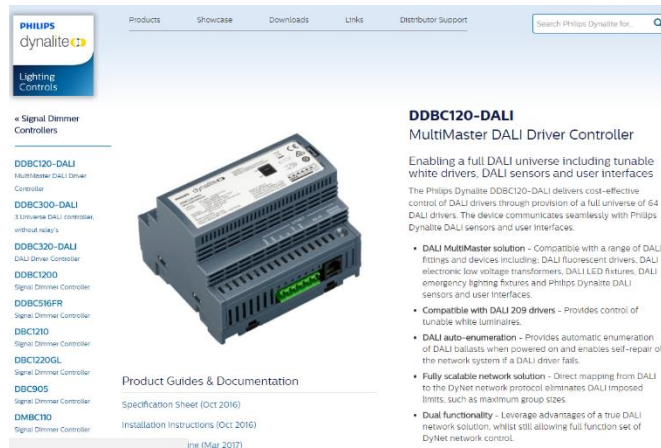 PHILIPS
dynalite
Lighting
Controls
Products Showcase Downloads Links Distributor Support
Search Philips Dynalite for...
« Signal Dimmer
Controllers
DDBC120-DALI
MultiMaster DALI Driver
Controller
DDBC300-DALI
3 Universe DALI controller,
without relay's
DDBC320-DALI
DALI Driver Controller
DDBC1200
Signal Dimmer Controller
DDBC516FR
Signal Dimmer Controller
DBC1210
Signal Dimmer Controller
DBC1220GL
Signal Dimmer Controller
DBC905
Signal Dimmer Controller
DMBC110
Signal Dimmer Controller
Product Guides & Documentation
Specification Sheet (Oct 2016)
Installation Instructions (Oct 2016)
(Mar 2017)
DDBC120-DALI
MultiMaster DALI Driver Controller
Enabling a full DALI universe including tunable
white drivers, DALI sensors and user interfaces
The Philips Dynalite DDBC120-DALI delivers cost-effective
control of DALI drivers through provision of a full universe of 64
DALI drivers. The device communicates seamlessly with Philips
Dynalite DALI sensors and user interfaces.
• DALI MultiMaster solution - Compatible with a range of DALI
fittings and devices including; DALI fluorescent drivers, DALI
electronic low voltage transformers, DALI LED fixtures, DALI
emergency lighting fixtures and Philips Dynalite DALI
sensors and user interfaces.
• Compatible with DALI 209 drivers - Provides control of
tunable white luminaires.
• DALI auto-enumeration - Provides automatic enumeration
of DALI ballasts when powered on and enables self-repair of
the network system if a DALI driver fails.
• Fully scalable network solution - Direct mapping from DALI
to the DyNet network protocol eliminates DALI imposed
limits, such as maximum group sizes.
• Dual functionality - Leverage advantages of a true DALI
network solution, whilst still allowing full function set of
DyNet network control.